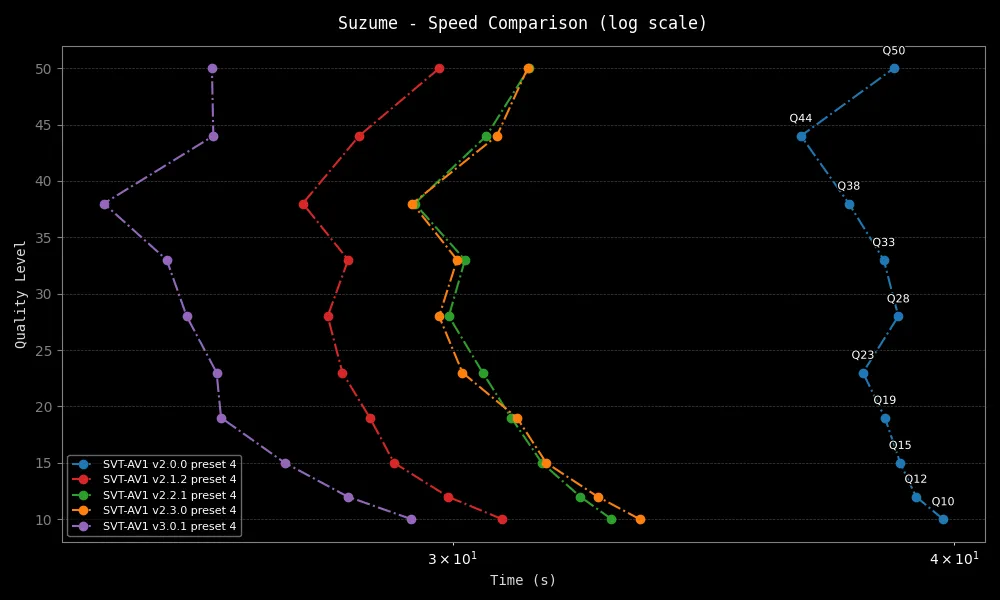 Suzume - Speed Comparison (log scale)
Quality Level
50
45
40
35
30
25
20
15
10
Q50
Q44
Q38
Q33
Q28
Q23
Q19
Q15
Q12
Q10
SVT-AV1 v2.0.0 preset 4
SVT-AV1 v2.1.2 preset 4
SVT-AV1 v2.2.1 preset 4
SVT-AV1 v2.3.0 preset 4
SVT-AV1 v3.0.1 preset 4
3 × 10¹
4 × 10¹
Time (s)